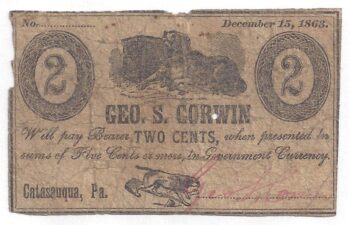 No. December 15, 1863.
2 2
GEO. S. CORWIN
Will pay Bearer TWO CENTS, when presented in
sums of Five Cents or more, in Government Currency.
Catasauqua, Pa.